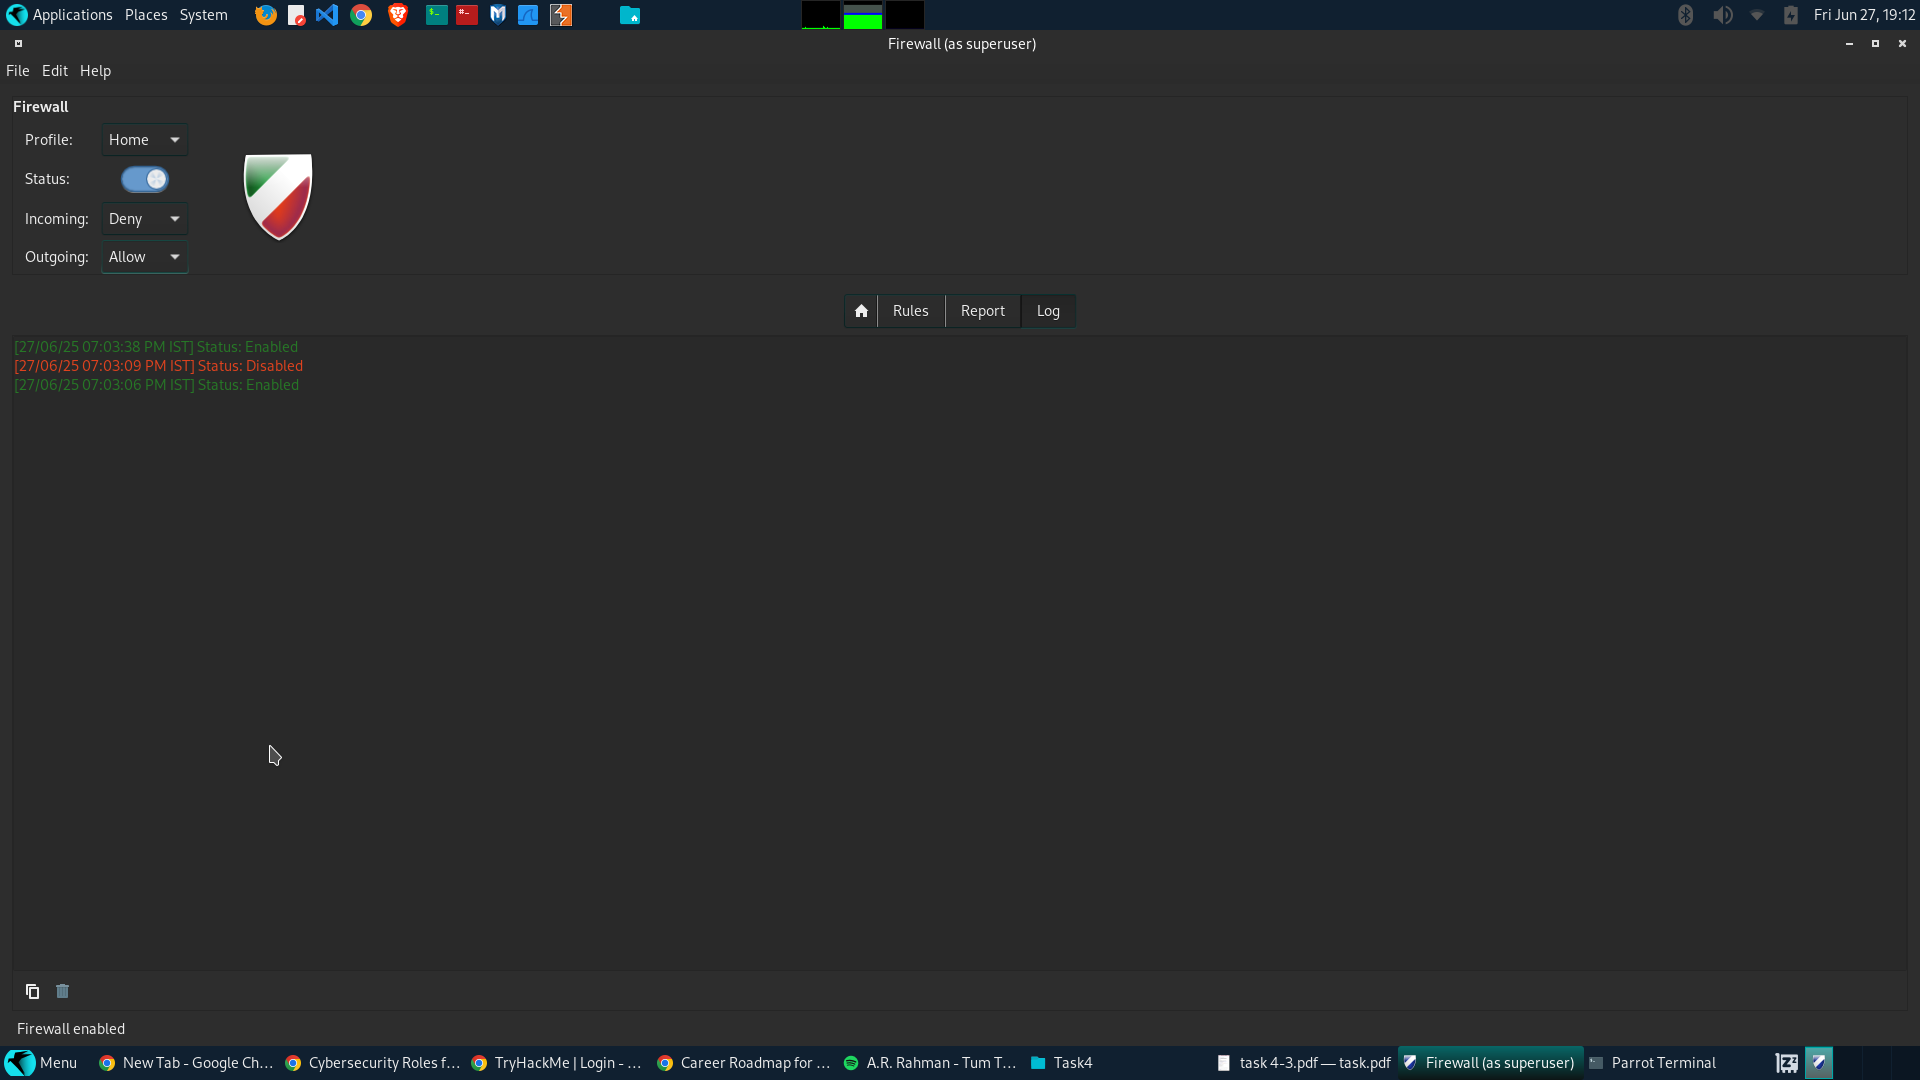 Applications Places System Fri Jun 27, 19:12
Firewall (as superuser)
File Edit Help
Firewall
Profile: Home
Status:
Incoming: Deny
Outgoing: Allow
Rules Report Log
[27/06/25 07:03:38 PM IST] Status: Enabled
[27/06/25 07:03:09 PM IST] Status: Disabled
[27/06/25 07:03:06 PM IST] Status: Enabled
Firewall enabled
Menu New Tab - Google Ch... Cybersecurity Roles f... TryHackMe | Login - ... Career Roadmap for ... A.R. Rahman - Tum T... Task4 task 4-3.pdf — task.pdf Firewall (as superuser) Parrot Terminal